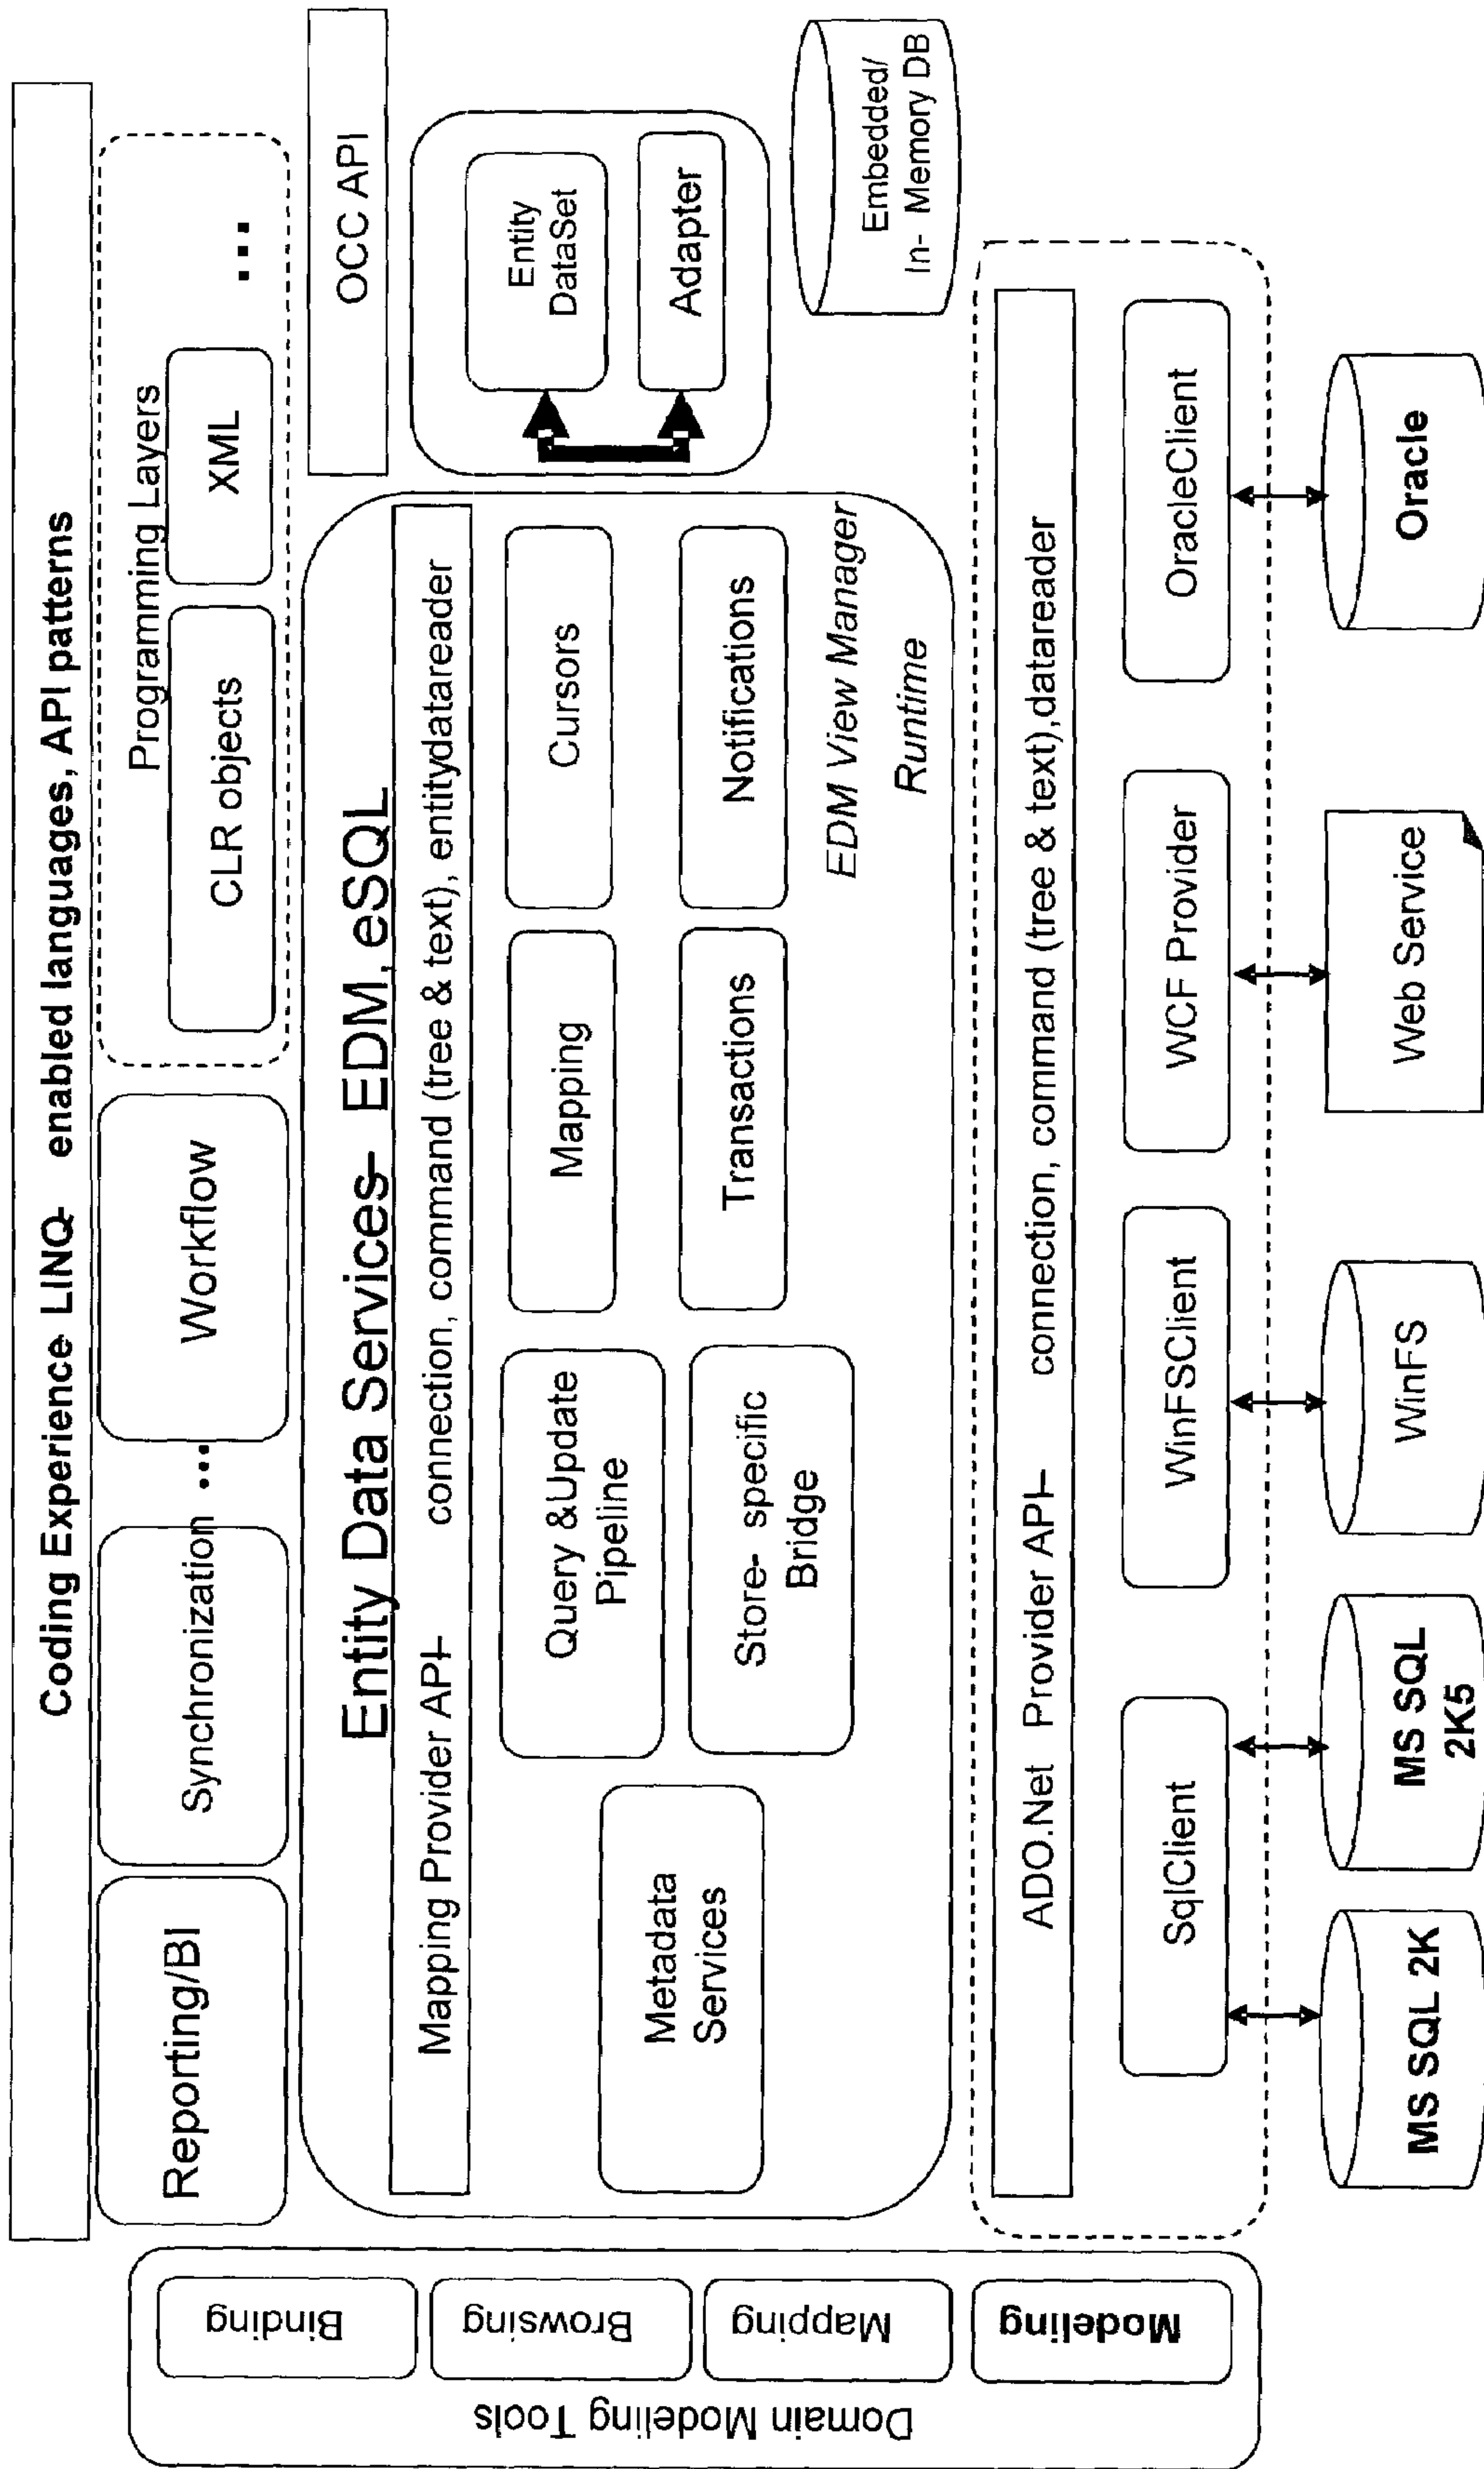 Coding Experience LINQ- enabled languages, API patterns
Reporting/BI
Synchronization
...
Workflow
Programming Layers
CLR objects
XML
...
Entity Data Services- EDM, eSQL
Mapping Provider API- connection, command (tree & text), entitydatareader
Metadata
Services
Query &Update
Pipeline
Mapping
Cursors
Store- specific
Bridge
Transactions
Notifications
EDM View Manager
Runtime
OCC API
Entity
DataSet
Adapter
Embedded/
In- Memory DB
ADO.Net Provider API- connection, command (tree & text),datareader
SqlClient
WinFSClient
WCF Provider
OracleClient
MS SQL 2K
MS SQL
2K5
WinFS
Web Service
Oracle
Domain Modeling Tools
Binding
Browsing
Mapping
Modeling